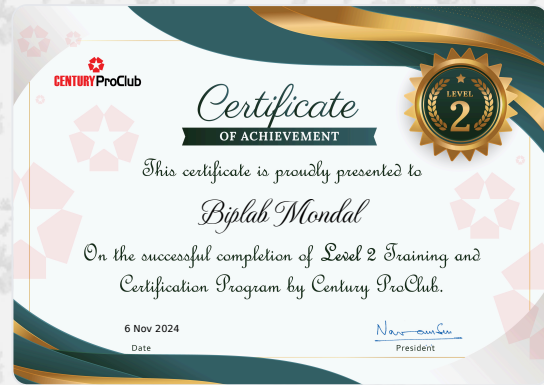 CENTURY ProClub
LEVEL
2
Certificate
OF ACHIEVEMENT
This certificate is proudly presented to
Biplab Mondal
On the successful completion of Level 2 Training and
Certification Program by Century ProClub.
6 Nov 2024
Date
President